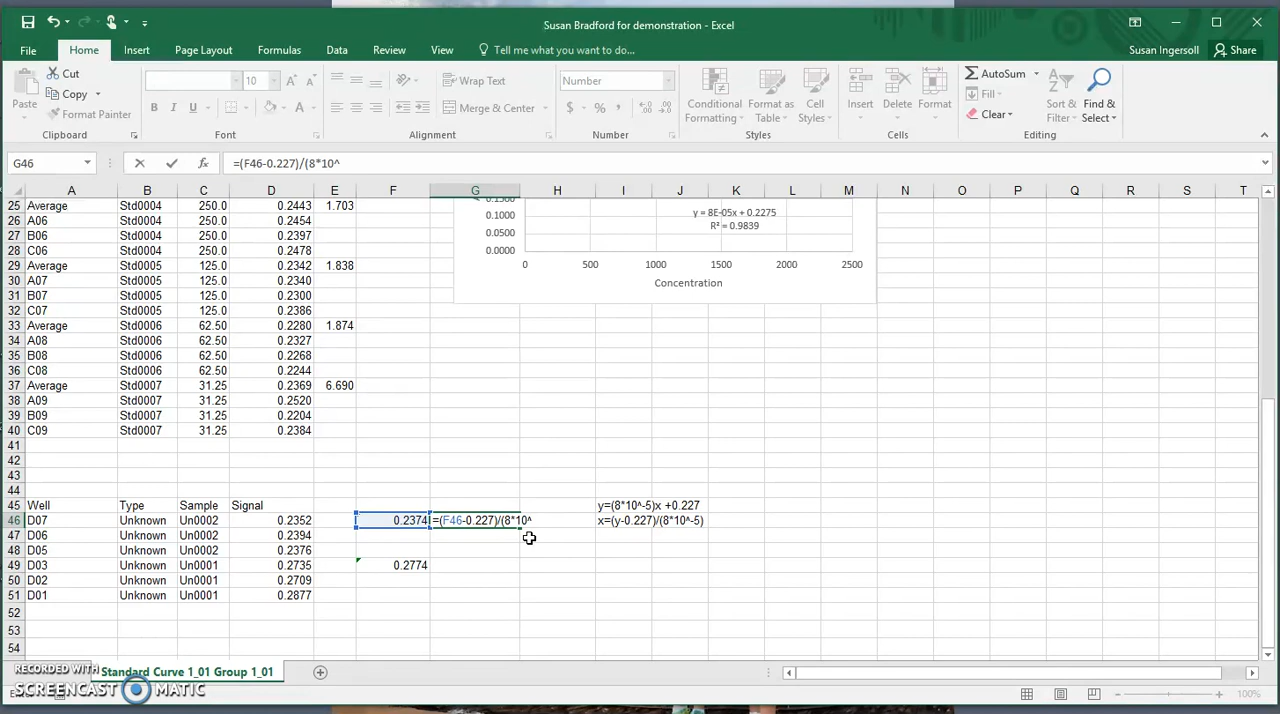 Susan Bradford for demonstration - Excel
File Home Insert Page Layout Formulas Data Review View Tell me what you want to do... Susan Ingersoll Share
Cut
Copy
Format Painter
Paste
10
Wrap Text
Merge & Center
Number
Conditional Formatting
Format as Table
Cell Styles
Insert Delete Format
AutoSum
Fill
Clear
Sort & Filter
Find & Select
Clipboard Font Alignment Number Styles Cells Editing
G46 =(F46-0.227)/(8*10^
A B C D E F G H I J K L M N O P Q R S T
25 Average Std0004 250.0 0.2443 1.703
26 A06 Std0004 250.0 0.2454
27 B06 Std0004 250.0 0.2397
28 C06 Std0004 250.0 0.2478
29 Average Std0005 125.0 0.2342 1.838
30 A07 Std0005 125.0 0.2340
31 B07 Std0005 125.0 0.2300
32 C07 Std0005 125.0 0.2386
33 Average Std0006 62.50 0.2280 1.874
34 A08 Std0006 62.50 0.2327
35 B08 Std0006 62.50 0.2268
36 C08 Std0006 62.50 0.2244
37 Average Std0007 31.25 0.2369 6.690
38 A09 Std0007 31.25 0.2520
39 B09 Std0007 31.25 0.2204
40 C09 Std0007 31.25 0.2384
41
42
43
44
45 Well Type Sample Signal y=(8*10^-5)x +0.227
46 D07 Unknown Un0002 0.2352 0.2374 =(F46-0.227)/(8*10^ x=(y-0.227)/(8*10^-5)
47 D06 Unknown Un0002 0.2394
48 D05 Unknown Un0002 0.2376
49 D03 Unknown Un0001 0.2735 0.2774
50 D02 Unknown Un0001 0.2709
51 D01 Unknown Un0001 0.2877
52
53
54
0.1000
0.0500
0.0000
y = 8E-05x + 0.2275
R² = 0.9839
0 500 1000 1500 2000 2500
Concentration
Standard Curve 1_01 Group 1_01
RECORDED WITH
SCREENCAST MATIC
100%